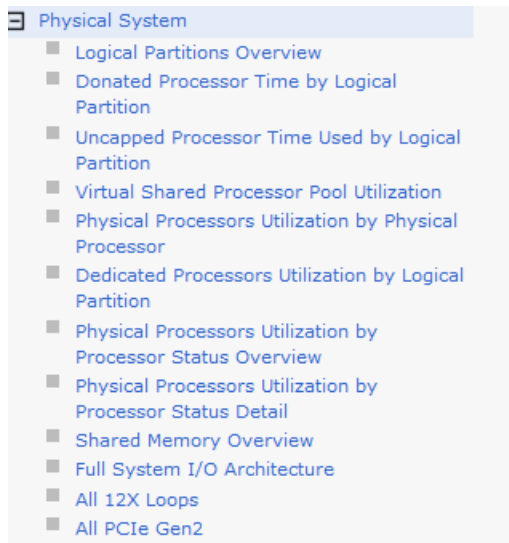 Physical System
Logical Partitions Overview
Donated Processor Time by Logical
Partition
Uncapped Processor Time Used by Logical
Partition
Virtual Shared Processor Pool Utilization
Physical Processors Utilization by Physical
Processor
Dedicated Processors Utilization by Logical
Partition
Physical Processors Utilization by
Processor Status Overview
Physical Processors Utilization by
Processor Status Detail
Shared Memory Overview
Full System I/O Architecture
All 12X Loops
All PCIe Gen2